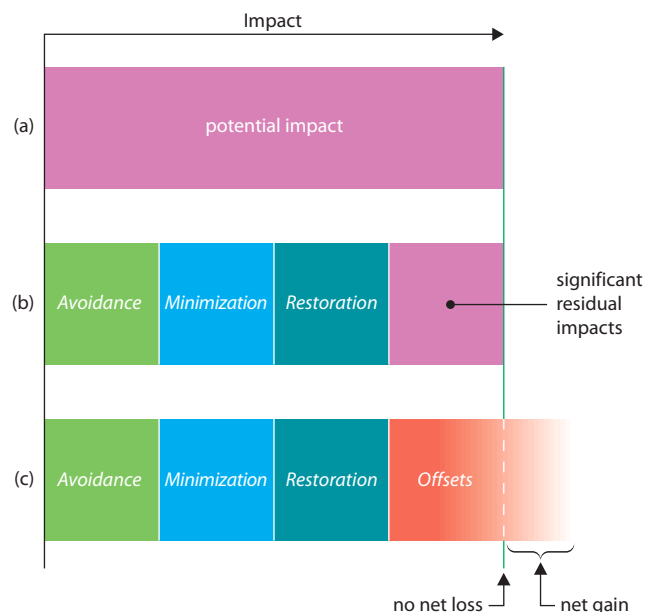 Impact
(a)
potential impact
(b)
Avoidance
Minimization
Restoration
significant
residual
impacts
(c)
Avoidance
Minimization
Restoration
Offsets
no net loss
net gain